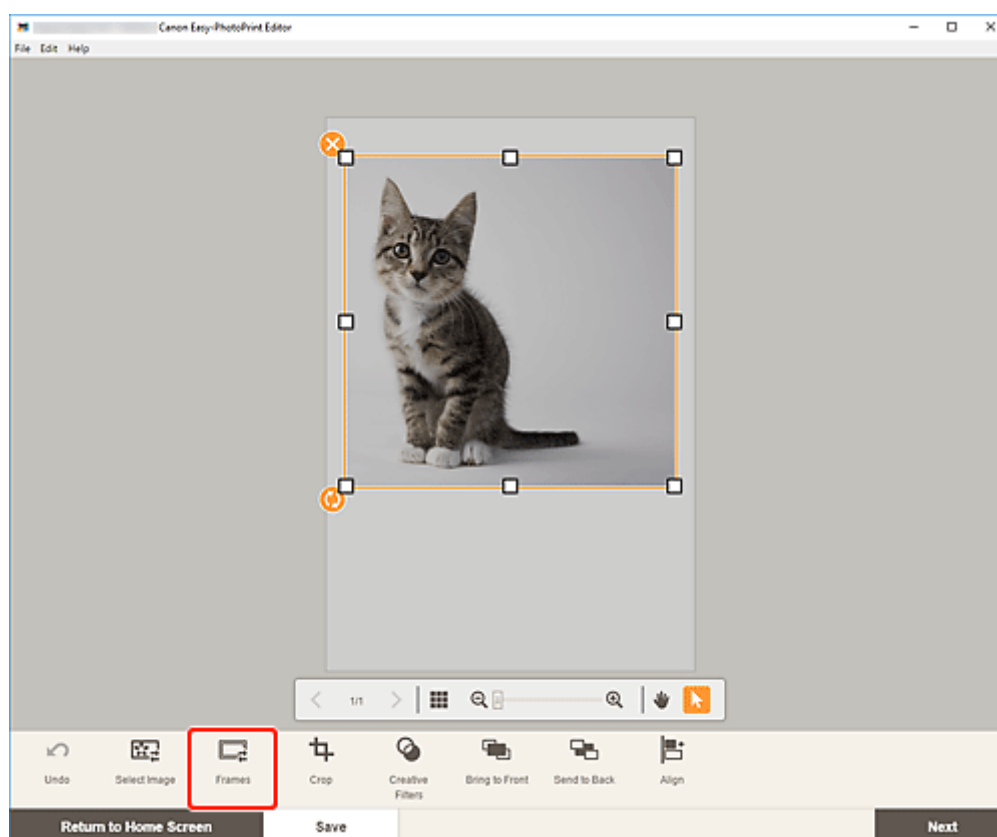 Canon Easy-PhotoPrint Editor
File Edit Help
1/1
Undo Select Image Frames Crop Creative Filters Bring to Front Send to Back Align
Return to Home Screen Save Next